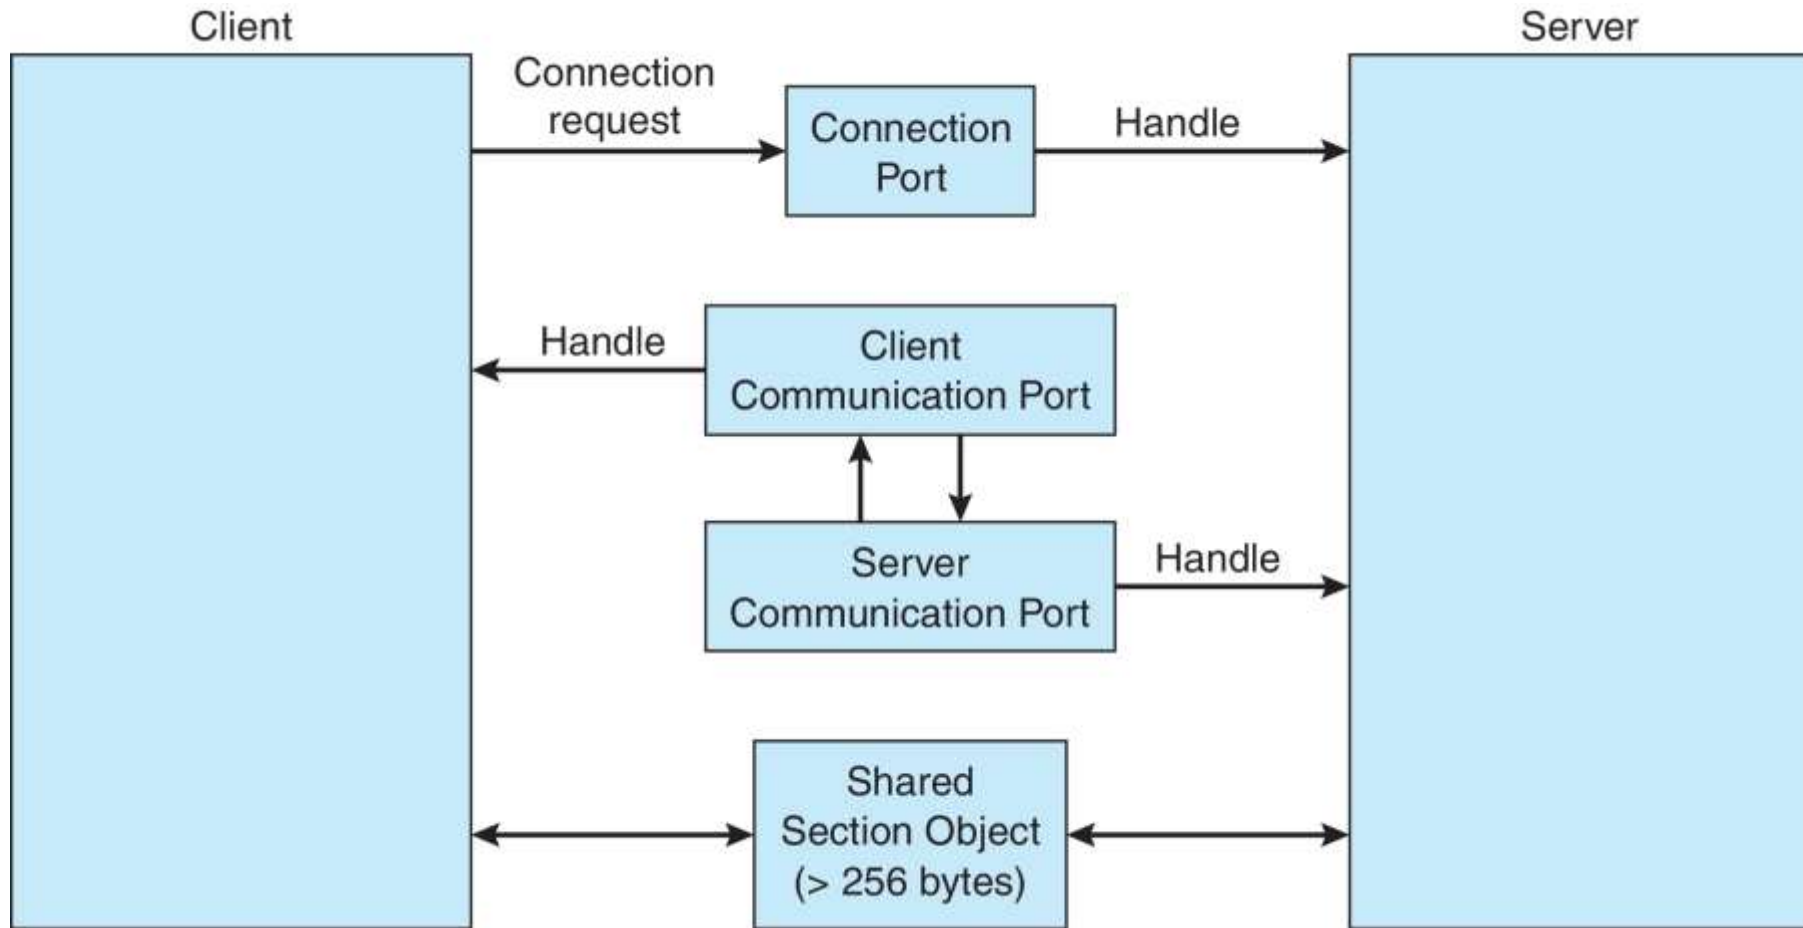 Client
Server
Connection
request
Connection
Port
Handle
Handle
Client
Communication Port
Server
Communication Port
Handle
Shared
Section Object
(> 256 bytes)